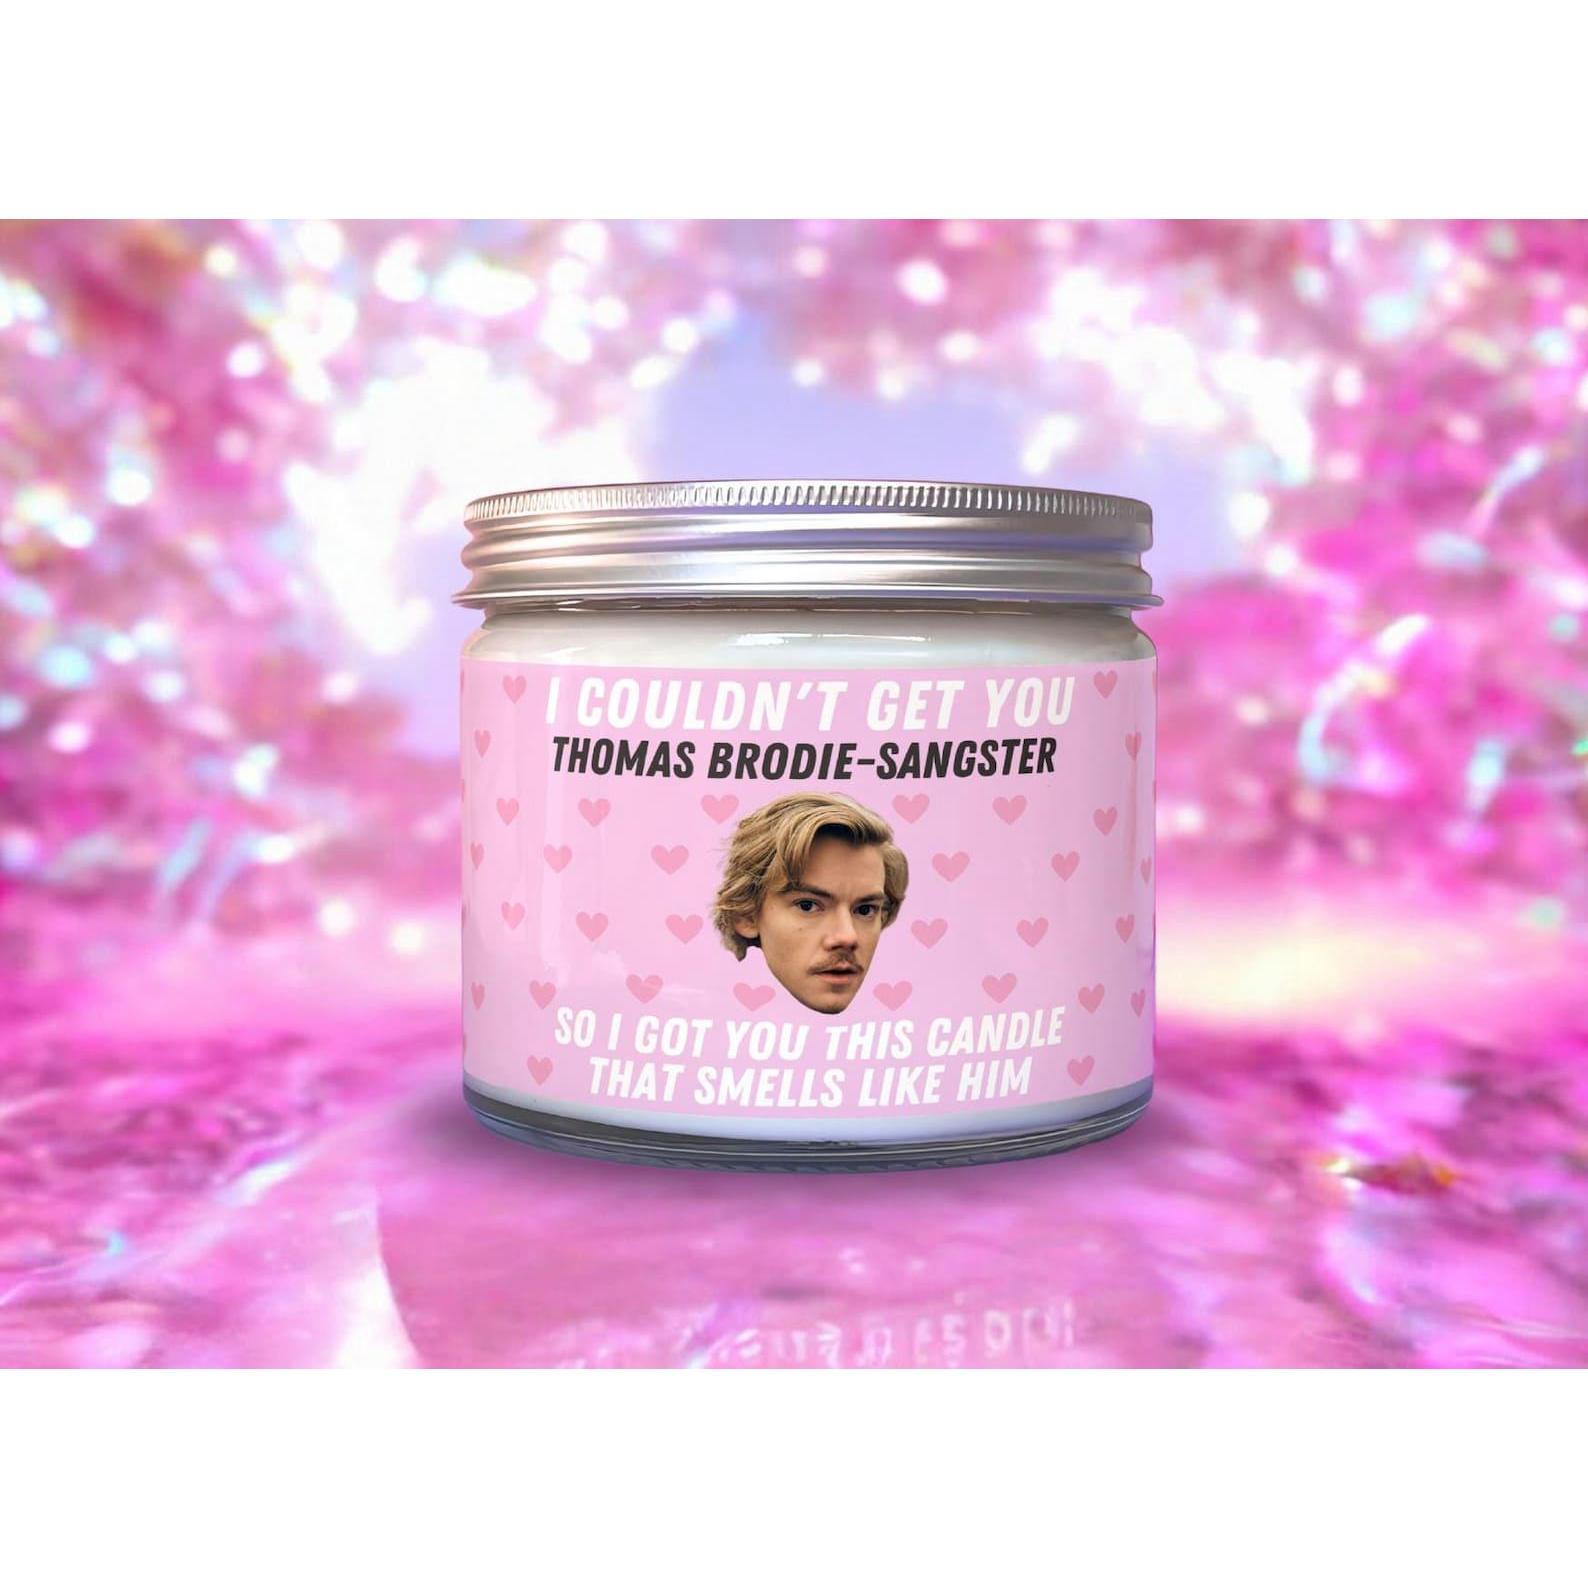 I COULDN'T GET YOU
THOMAS BRODIE-SANGSTER
SO I GOT YOU THIS CANDLE
THAT SMELLS LIKE HIM